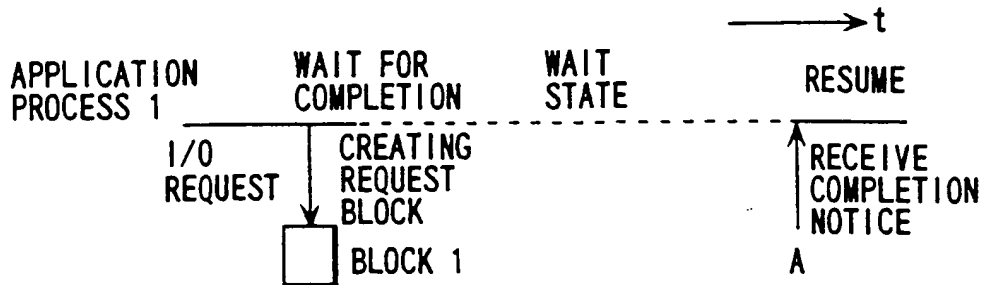 t
APPLICATION
PROCESS 1
WAIT FOR
COMPLETION
WAIT
STATE
RESUME
I/O
REQUEST
CREATING
REQUEST
BLOCK
BLOCK 1
RECEIVE
COMPLETION
NOTICE
A